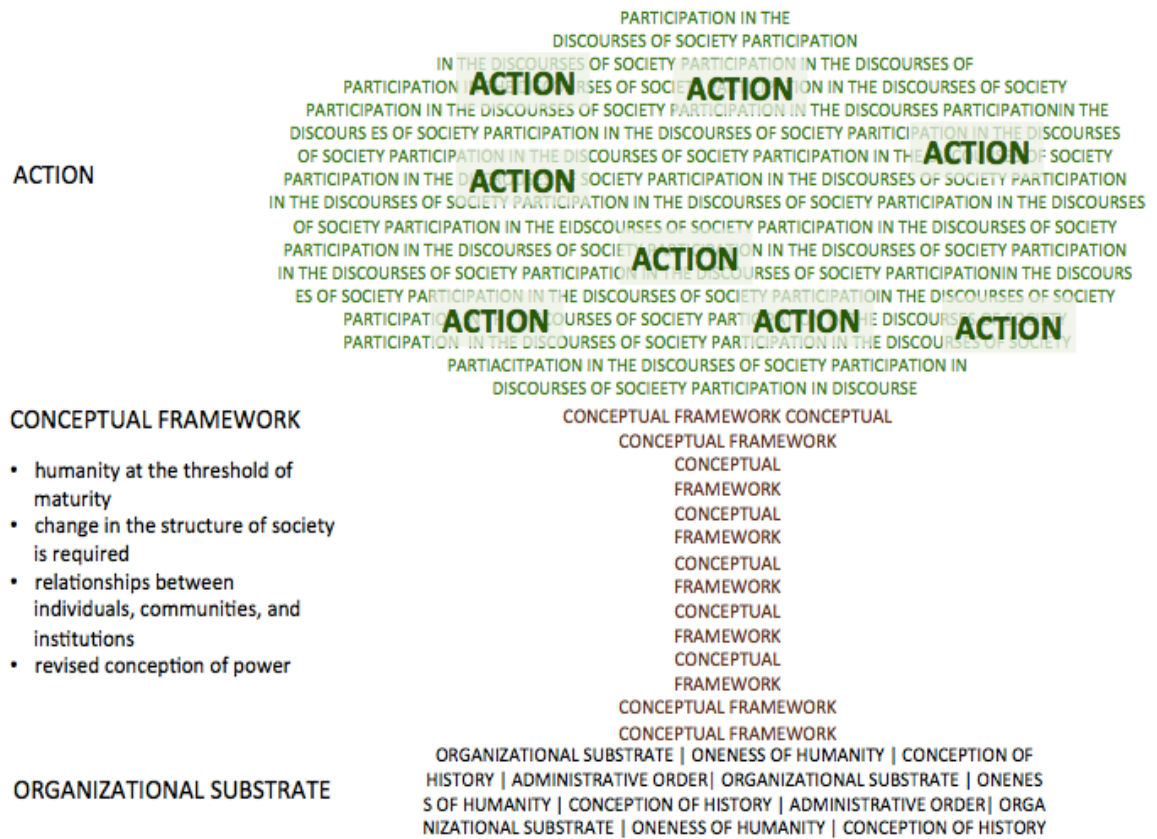 ACTION
PARTICIPATION IN THE
DISCOURSES OF SOCIETY PARTICIPATION
IN THE DISCOURSES OF SOCIETY PARTICIPATION IN THE DISCOURSES OF
ACTION
ACTION
PARTICIPATION OF ON IN THE DISCOURSES OF SOCIETY
PARTICIPATION IN THE DISCOURSES OF SOCIETY PARTICIPATION IN THE DISCOURSES PARTICIPATIONIN THE
DISCOURS ES OF SOCIETY PARTICIPATION IN THE DISCOURSES OF SOCIETY PARITICIPATION IN THE DISCOURSES
ACTION
OF SOCIETY PARTICIPATION IN THE DISCOURSES OF SOCIETY PARTICIPATION IN THE OF SOCIETY
ACTION
PARTICIPATION IN THE SOCIETY PARTICIPATION IN THE DISCOURSES OF SOCIETY PARTICIPATION
IN THE DISCOURSES OF SOCIETY PARTICIPATION IN THE DISCOURSES OF SOCIETY PARTICIPATION IN THE DISCOURSES
OF SOCIETY PARTICIPATION IN THE EIDSCOURSES OF SOCIETY PARTICIPATION IN THE DISCOURSES OF SOCIETY
PARTICIPATION IN THE DISCOURSES OF SOCIETY PARTICIPATION IN THE DISCOURSES OF SOCIETY PARTICIPATION
ACTION
IN THE DISCOURSES OF SOCIETY PARTICIPATION IN THE DISCOURSES OF SOCIETY PARTICIPATIONIN THE DISCOURS
ES OF SOCIETY PARTICIPATION IN THE DISCOURSES OF SOCIETY PARTICIPATIOIN THE DISCOURSES OF SOCIETY
ACTION
ACTION
ACTION
OF SOCIETY DISCOURSES OF SOCIETY
PARTICIPATION IN THE DISCOURSES OF SOCIETY PARTICIPATION IN THE DISCOURSES OF SOCIETY
PARTIACITPATION IN THE DISCOURSES OF SOCIETY PARTICIPATION IN
DISCOURSES OF SOCIEETY PARTICIPATION IN DISCOURSE
CONCEPTUAL FRAMEWORK
• humanity at the threshold of
maturity
• change in the structure of society
is required
• relationships between
individuals, communities, and
institutions
• revised conception of power
CONCEPTUAL FRAMEWORK CONCEPTUAL
CONCEPTUAL FRAMEWORK
CONCEPTUAL
FRAMEWORK
CONCEPTUAL
FRAMEWORK
CONCEPTUAL
FRAMEWORK
CONCEPTUAL
FRAMEWORK
CONCEPTUAL
FRAMEWORK
CONCEPTUAL FRAMEWORK
CONCEPTUAL FRAMEWORK
ORGANIZATIONAL SUBSTRATE
ORGANIZATIONAL SUBSTRATE | ONENESS OF HUMANITY | CONCEPTION OF
HISTORY | ADMINISTRATIVE ORDER| ORGANIZATIONAL SUBSTRATE | ONENES
S OF HUMANITY | CONCEPTION OF HISTORY | ADMINISTRATIVE ORDER| ORGA
NIZATIONAL SUBSTRATE | ONENESS OF HUMANITY | CONCEPTION OF HISTORY